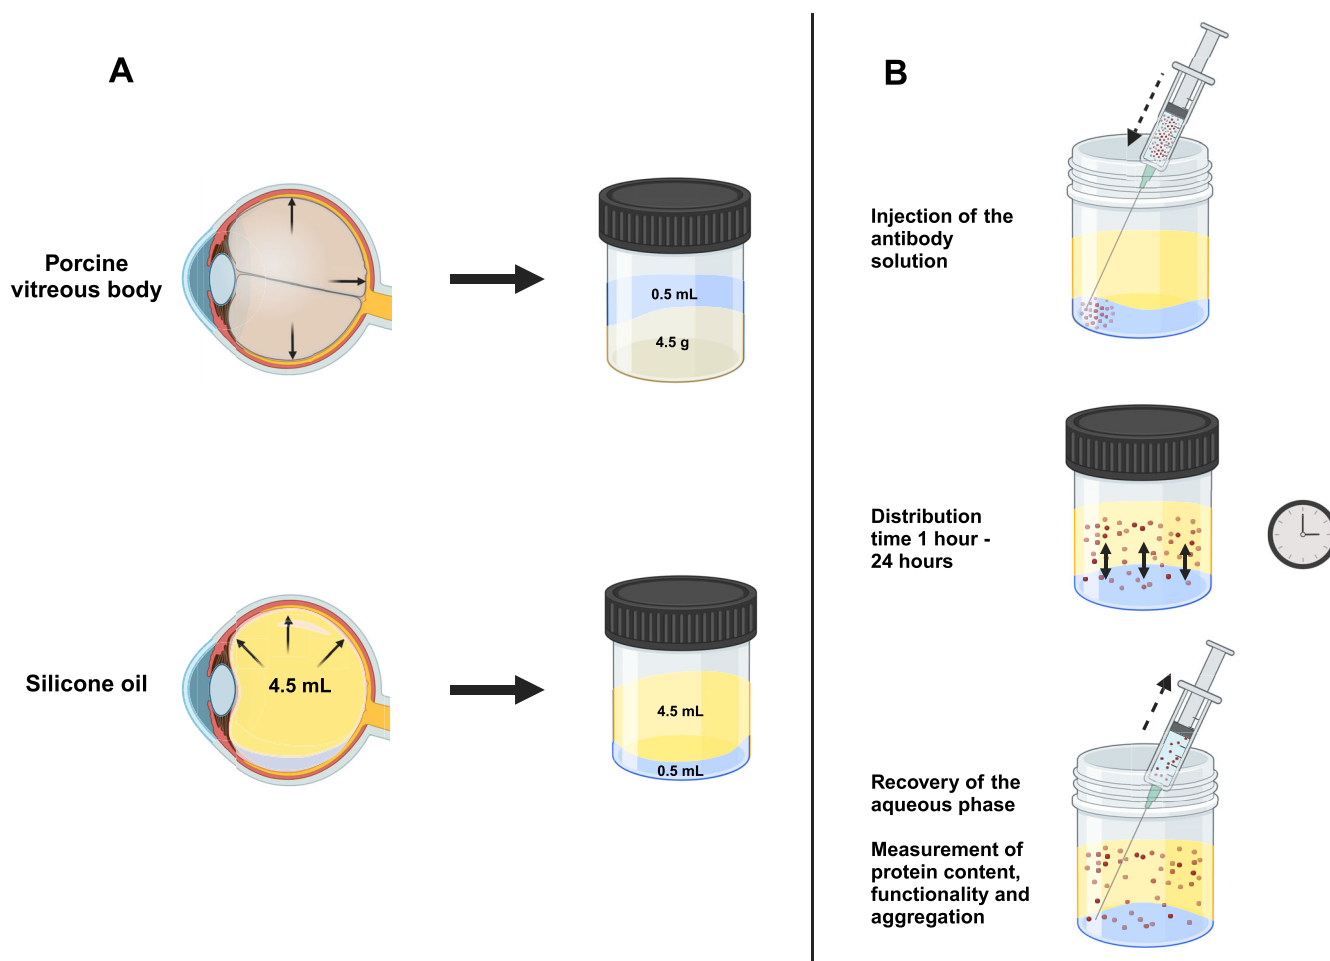 A
Porcine
vitreous body
0.5 mL
4.5 g
Silicone oil
4.5 mL
4.5 mL
0.5 mL
B
Injection of the
antibody
solution
Distribution
time 1 hour -
24 hours
Recovery of the
aqueous phase
Measurement of
protein content,
functionality and
aggregation